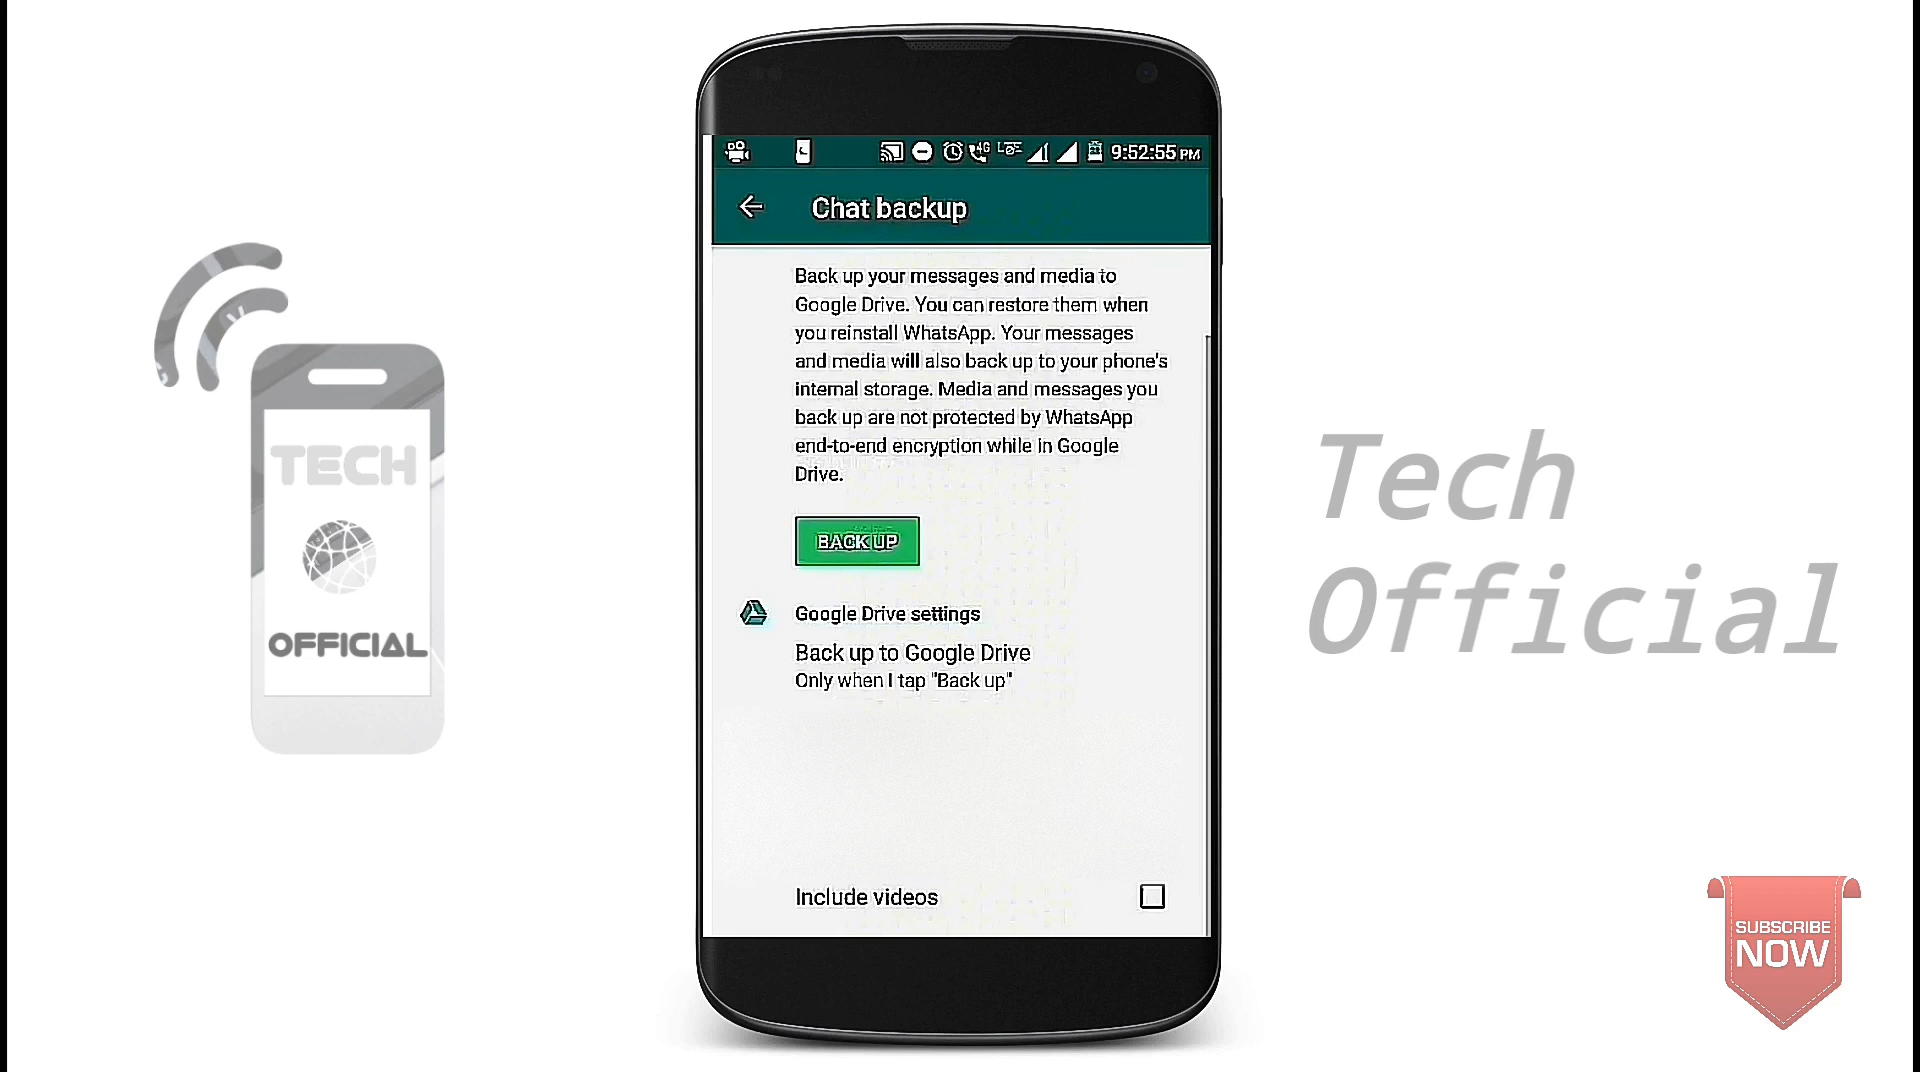 TECH
OFFICIAL
9:52:55 PM
Chat backup
Back up your messages and media to
Google Drive. You can restore them when
you reinstall WhatsApp. Your messages
and media will also back up to your phone's
internal storage. Media and messages you
back up are not protected by WhatsApp
end-to-end encryption while in Google
Drive.
BACK UP
Google Drive settings
Back up to Google Drive
Only when I tap "Back up"
Include videos
Tech
Official
SUBSCRIBE
NOW